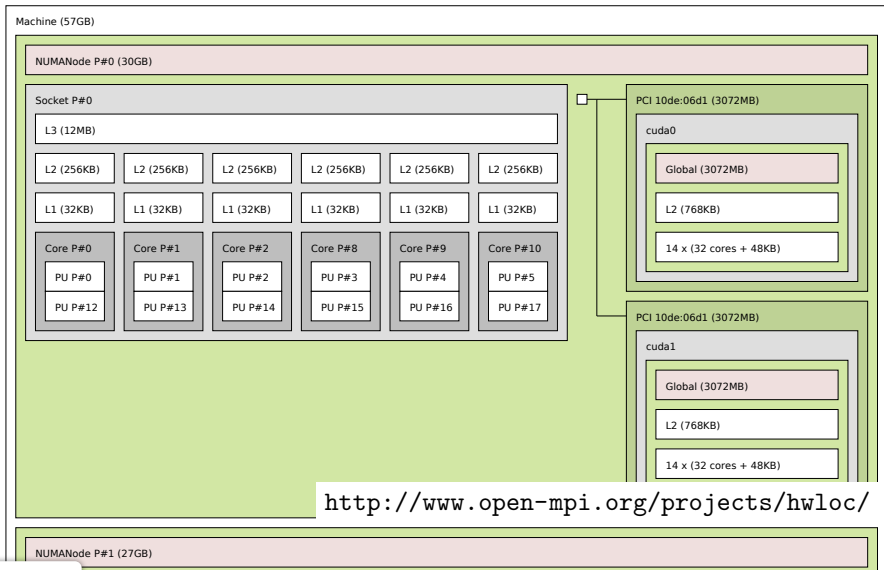 Machine (57GB)
NUMANode P#0 (30GB)
Socket P#0
L3 (12MB)
L2 (256KB) L2 (256KB) L2 (256KB) L2 (256KB) L2 (256KB) L2 (256KB)
L1 (32KB) L1 (32KB) L1 (32KB) L1 (32KB) L1 (32KB) L1 (32KB)
Core P#0 Core P#1 Core P#2 Core P#8 Core P#9 Core P#10
PU P#0 PU P#1 PU P#2 PU P#3 PU P#4 PU P#5
PU P#12 PU P#13 PU P#14 PU P#15 PU P#16 PU P#17
PCI 10de:06d1 (3072MB)
cuda0
Global (3072MB)
L2 (768KB)
14 x (32 cores + 48KB)
PCI 10de:06d1 (3072MB)
cuda1
Global (3072MB)
L2 (768KB)
14 x (32 cores + 48KB)
http://www.open-mpi.org/projects/hwloc/
NUMANode P#1 (27GB)